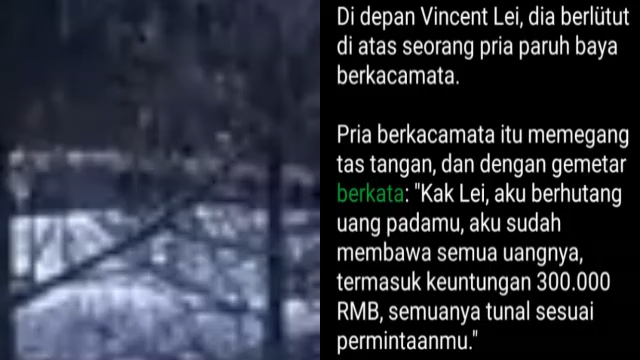 Di depan Vincent Lei, dia berlütut
di atas seorang pria paruh baya
berkacamata.
Pria berkacamata itu memegang
tas tangan, dan dengan gemetar
berkata: "Kak Lei, aku berhutang
uang padamu, aku sudah
membawa semua uangnya,
termasuk keuntungan 300.000
RMB, semuanya tunal sesuai
permintaanmu."